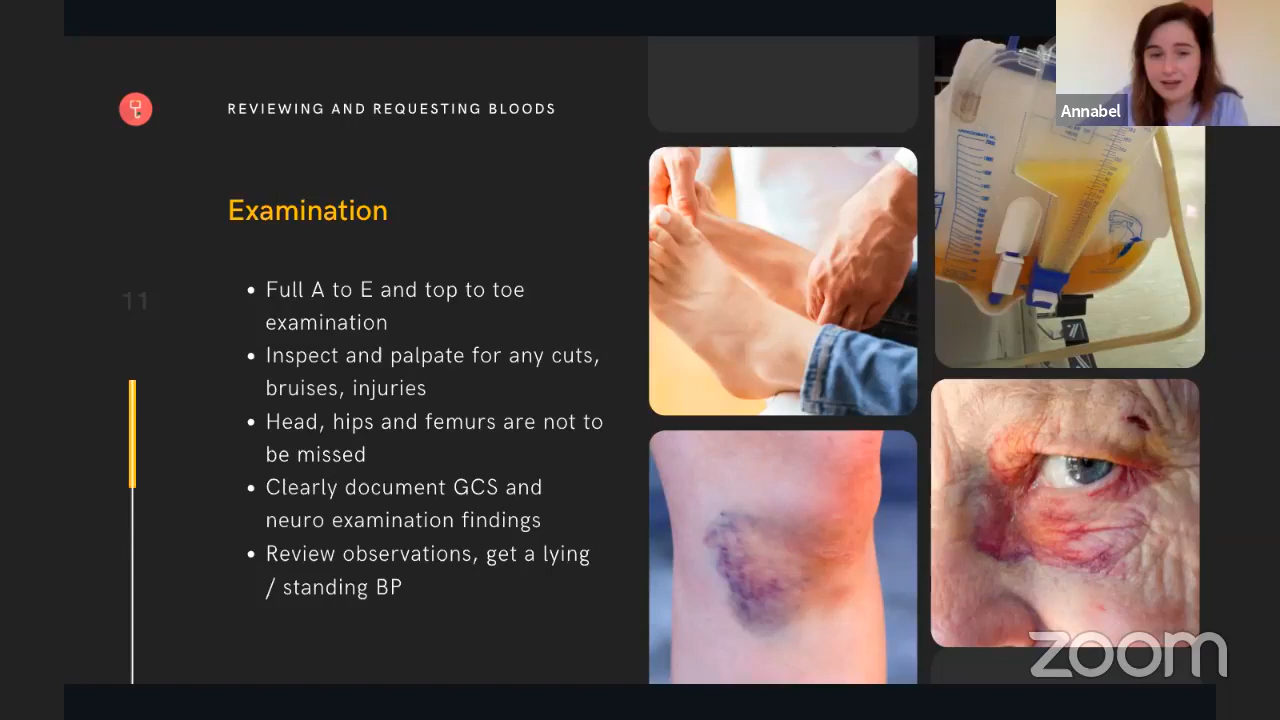 REVIEWING AND REQUESTING BLOODS
Annabel
Examination
11
• Full A to E and top to toe
examination
• Inspect and palpate for any cuts,
bruises, injuries
• Head, hips and femurs are not to
be missed
• Clearly document GCS and
neuro examination findings
• Review observations, get a lying
/ standing BP
zoom